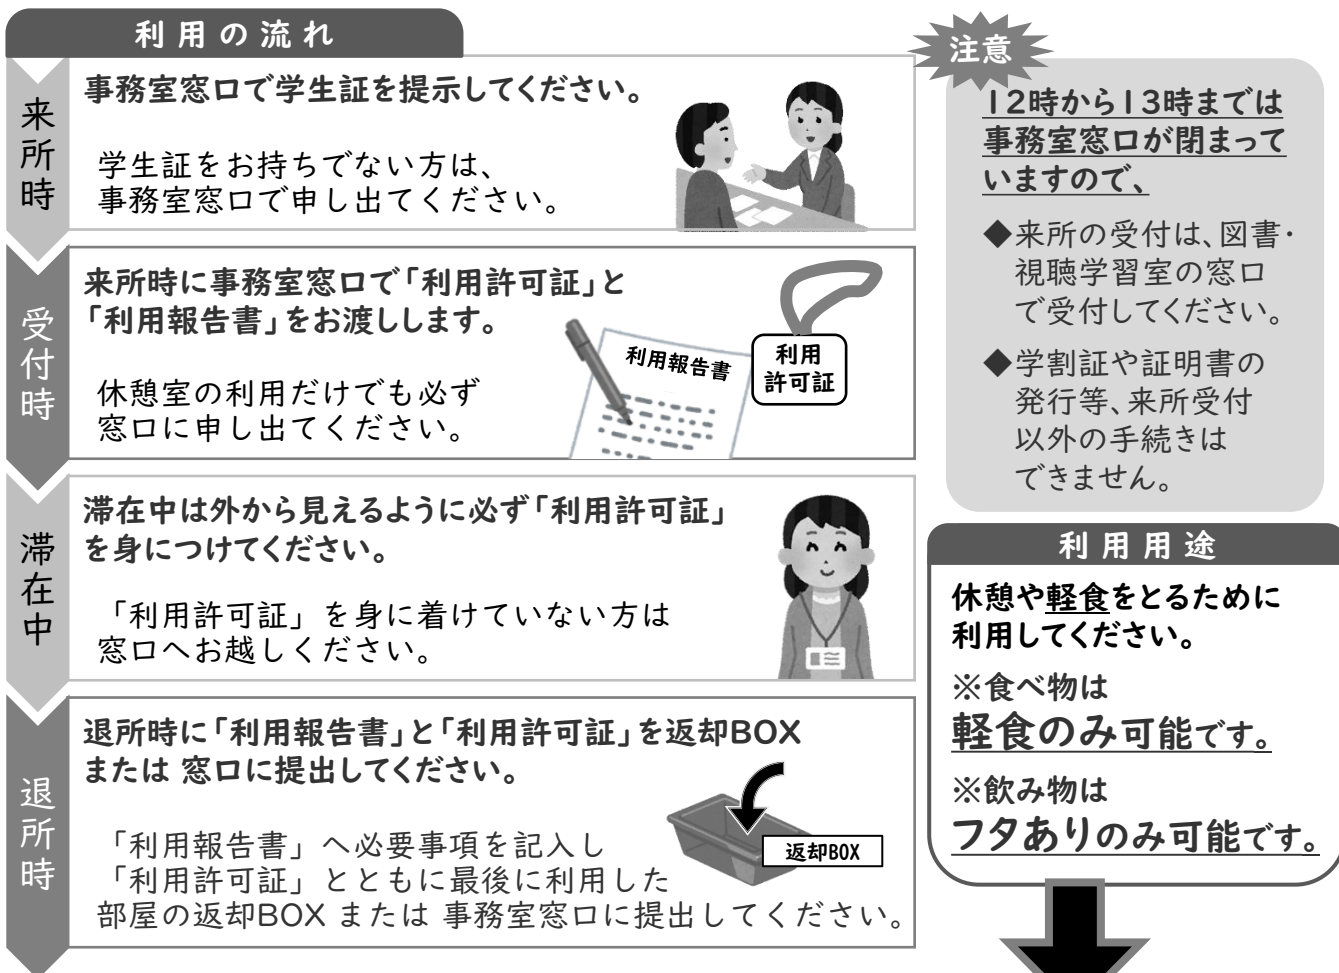 利用の流れ
来所時
事務室窓口で学生証を提示してください。
学生証をお持ちでない方は、
事務室窓口で申し出てください。
受付時
来所時に事務室窓口で「利用許可証」と
「利用報告書」をお渡しします。
休憩室の利用だけでも必ず
窓口に申し出てください。
利用報告書
利用
許可証
滞在中
滞在中は外から見えるように必ず「利用許可証」
を身につけてください。
「利用許可証」を身に着けていない方は
窓口へお越しください。
退所時
退所時に「利用報告書」と「利用許可証」を返却BOX
または 窓口に提出してください。
「利用報告書」へ必要事項を記入し
「利用許可証」とともに最後に利用した
部屋の返却BOX または 事務室窓口に提出してください。
返却BOX
注意
12時から13時までは
事務室窓口が閉まって
いますので、
◆来所の受付は、図書・
視聴学習室の窓口
で受付してください。
◆学割証や証明書の
発行等、来所受付
以外の手続きは
できません。
利用用途
休憩や軽食をとるために
利用してください。
※食べ物は
軽食のみ可能です。
※飲み物は
フタありのみ可能です。